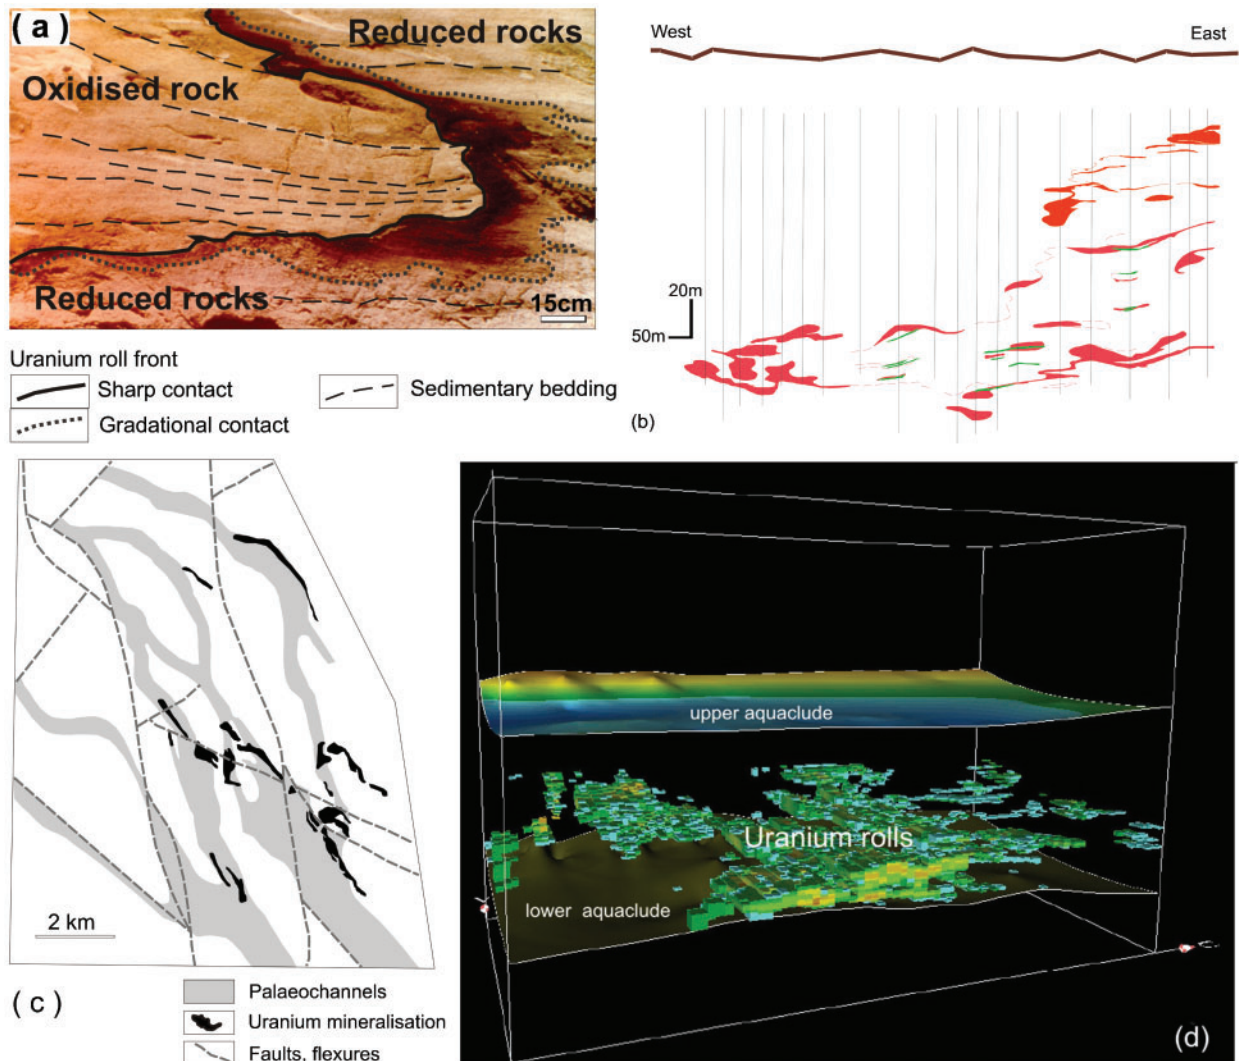 ( a )
Reduced rocks
Oxidised rock
Reduced rocks
15cm
Uranium roll front
Sharp contact
Sedimentary bedding
Gradational contact
West
East
20m
50m
(b)
2 km
( c )
Palaeochannels
Uranium mineralisation
Faults, flexures
upper aquaclude
Uranium rolls
lower aquaclude
(d)